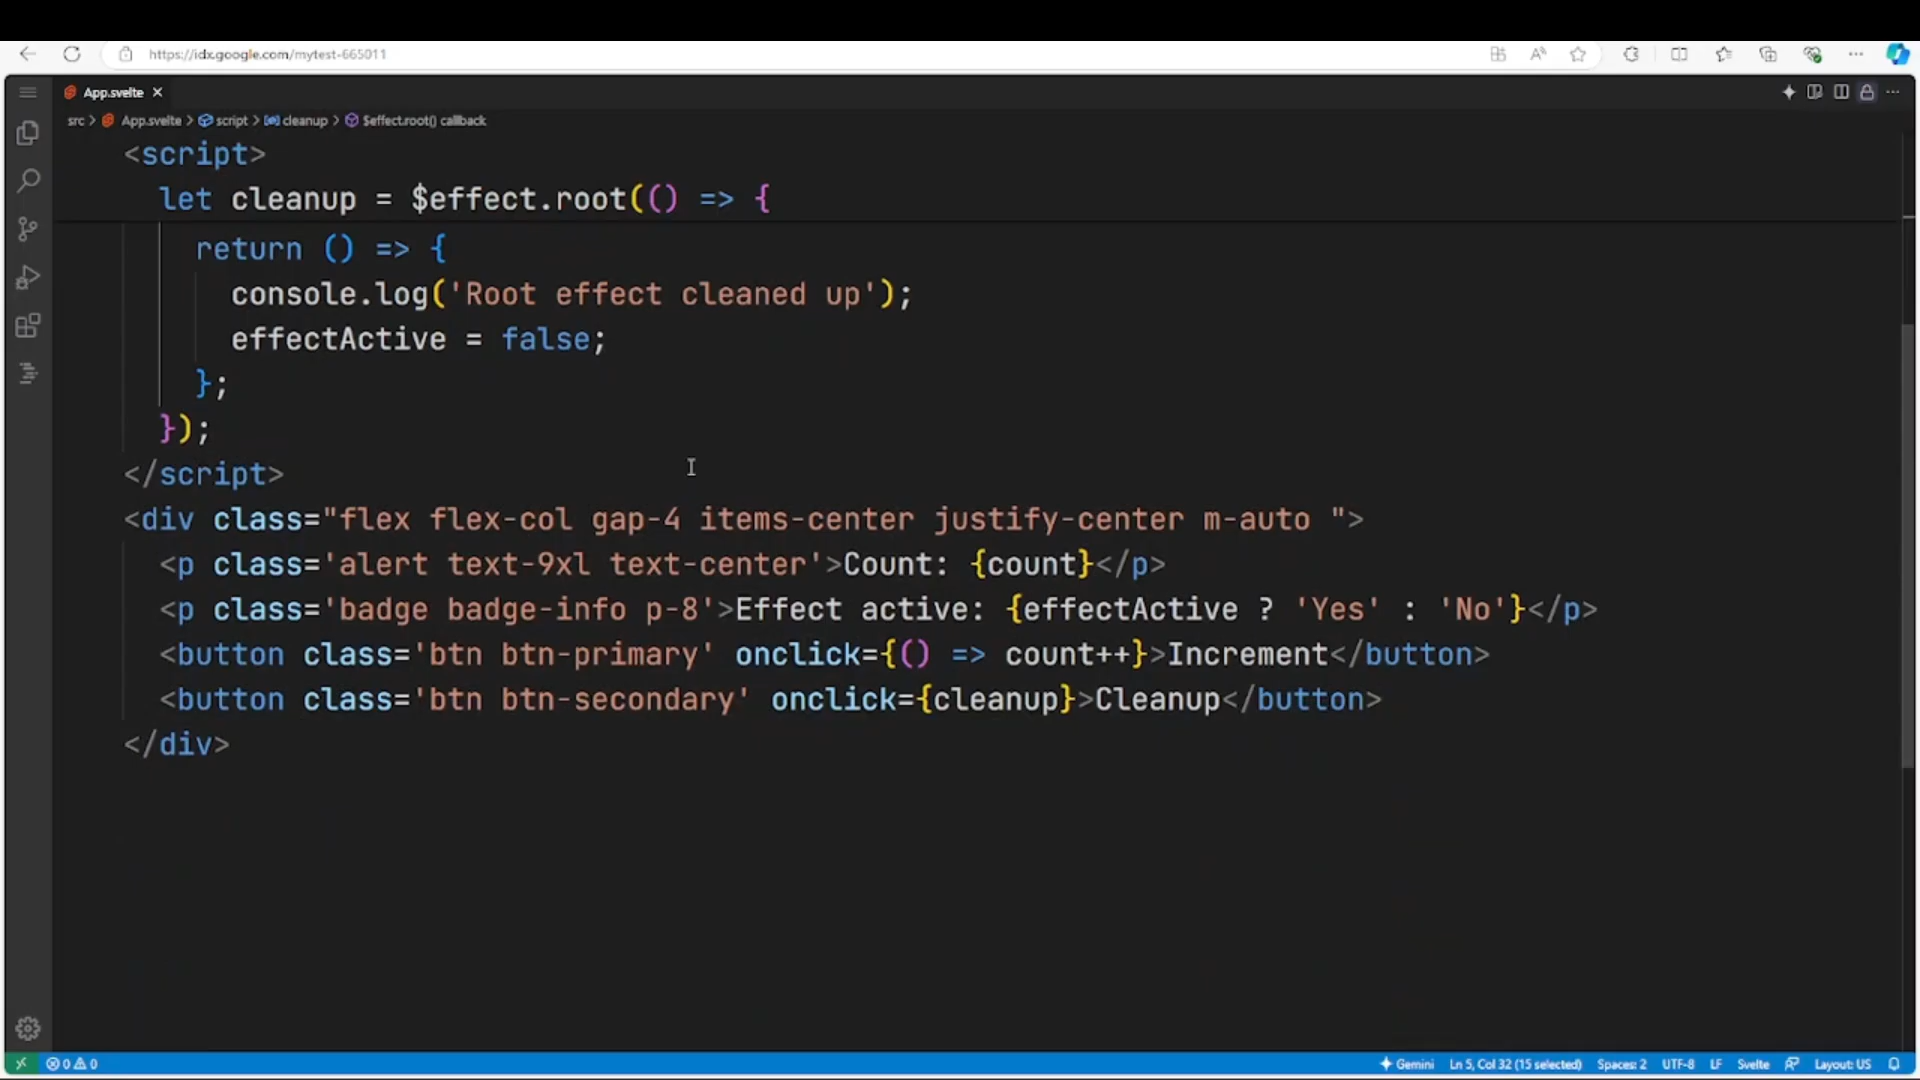 https://idx.google.com/mytest-665011
App.svelte
src > App.svelte > script > cleanup > $effect.root() callback
<script>
let cleanup = $effect.root(() => {
return () => {
console.log('Root effect cleaned up');
effectActive = false;
};
});
</script>
<div class="flex flex-col gap-4 items-center justify-center m-auto ">
<p class='alert text-9xl text-center'>Count: {count}</p>
<p class='badge badge-info p-8'>Effect active: {effectActive ? 'Yes' : 'No'}</p>
<button class='btn btn-primary' onclick={() => count++}>Increment</button>
<button class='btn btn-secondary' onclick={cleanup}>Cleanup</button>
</div>
0 0 Gemini Ln 5, Col 32 (15 selected) Spaces: 2 UTF-8 LF Svelte Layout: US